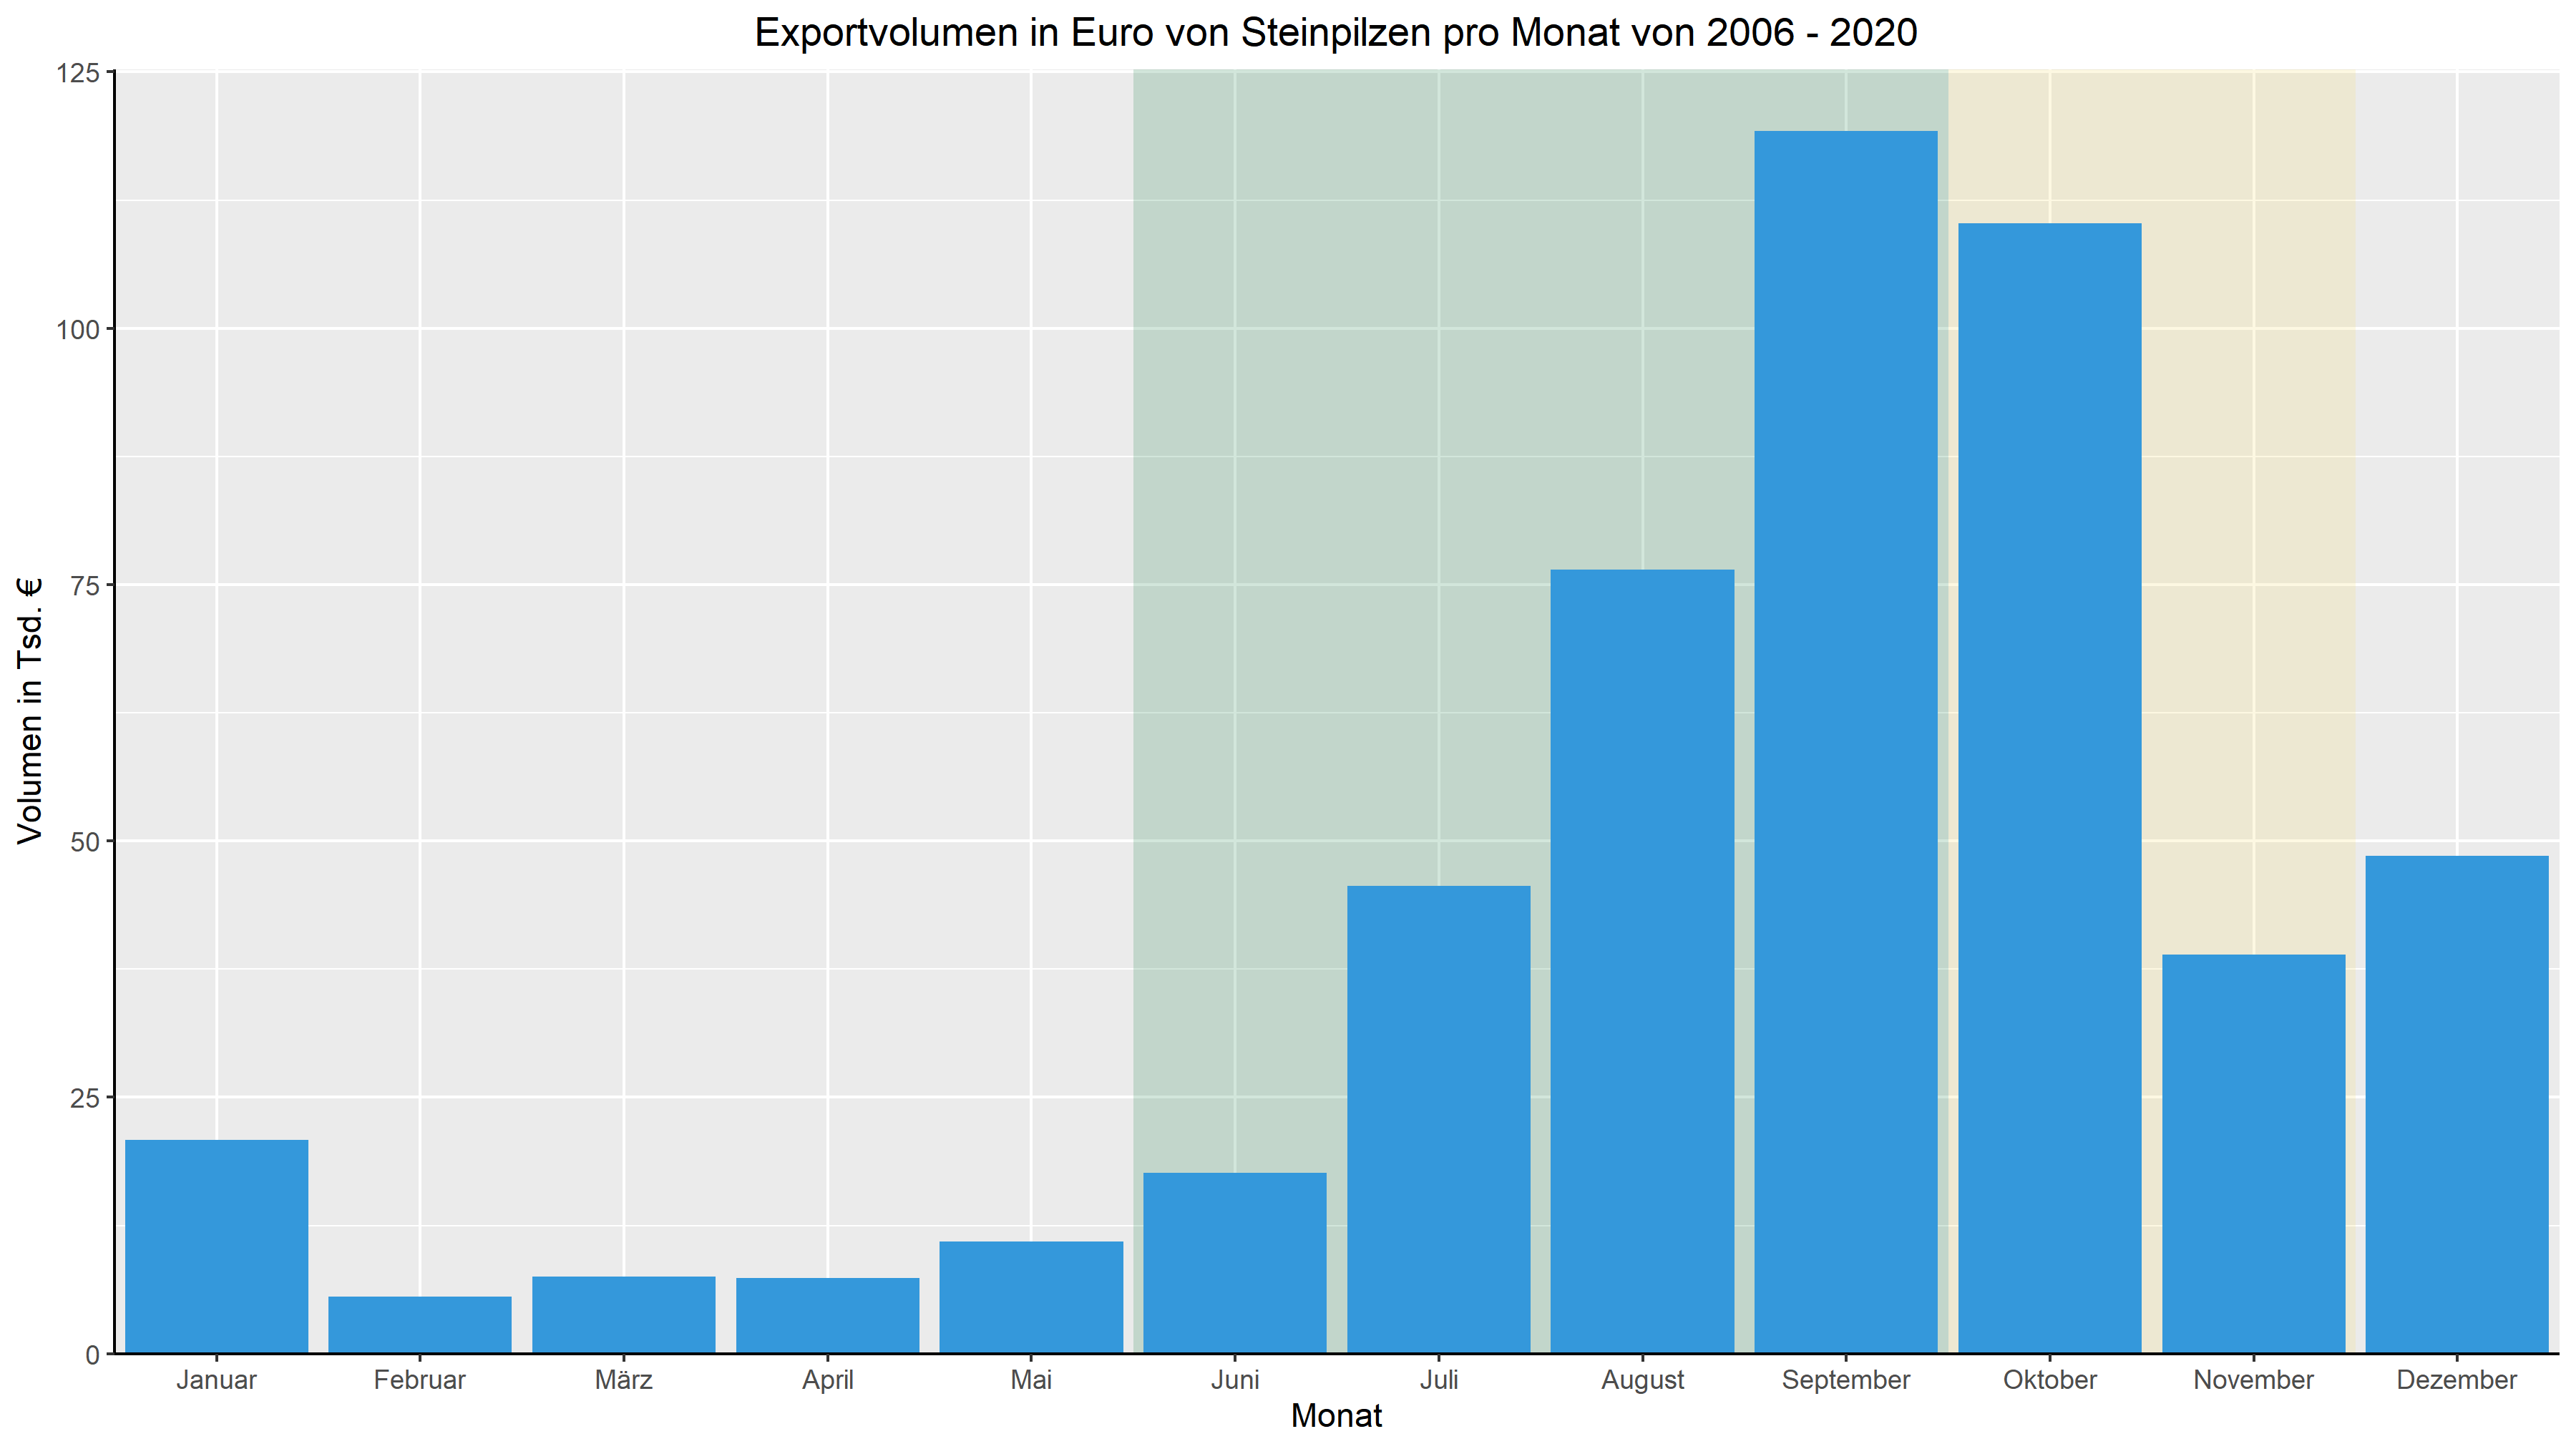 Exportvolumen in Euro von Steinpilzen pro Monat von 2006 - 2020
Volumen in Tsd. €
125
100
75
50
25
0
Januar Februar März April Mai Juni Juli August September Oktober November Dezember
Monat